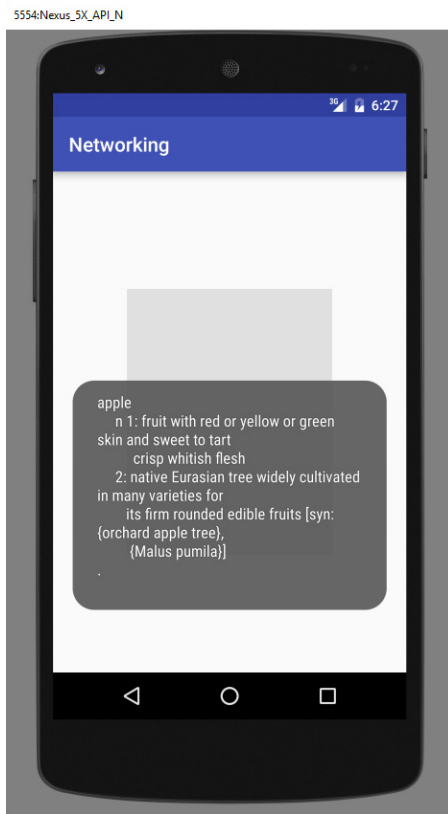 5554:Nexus_5X_API_N
3G 6:27
Networking
apple
n 1: fruit with red or yellow or green
skin and sweet to tart
crisp whitish flesh
2: native Eurasian tree widely cultivated
in many varieties for
its firm rounded edible fruits [syn:
{orchard apple tree},
{Malus pumila}]
.